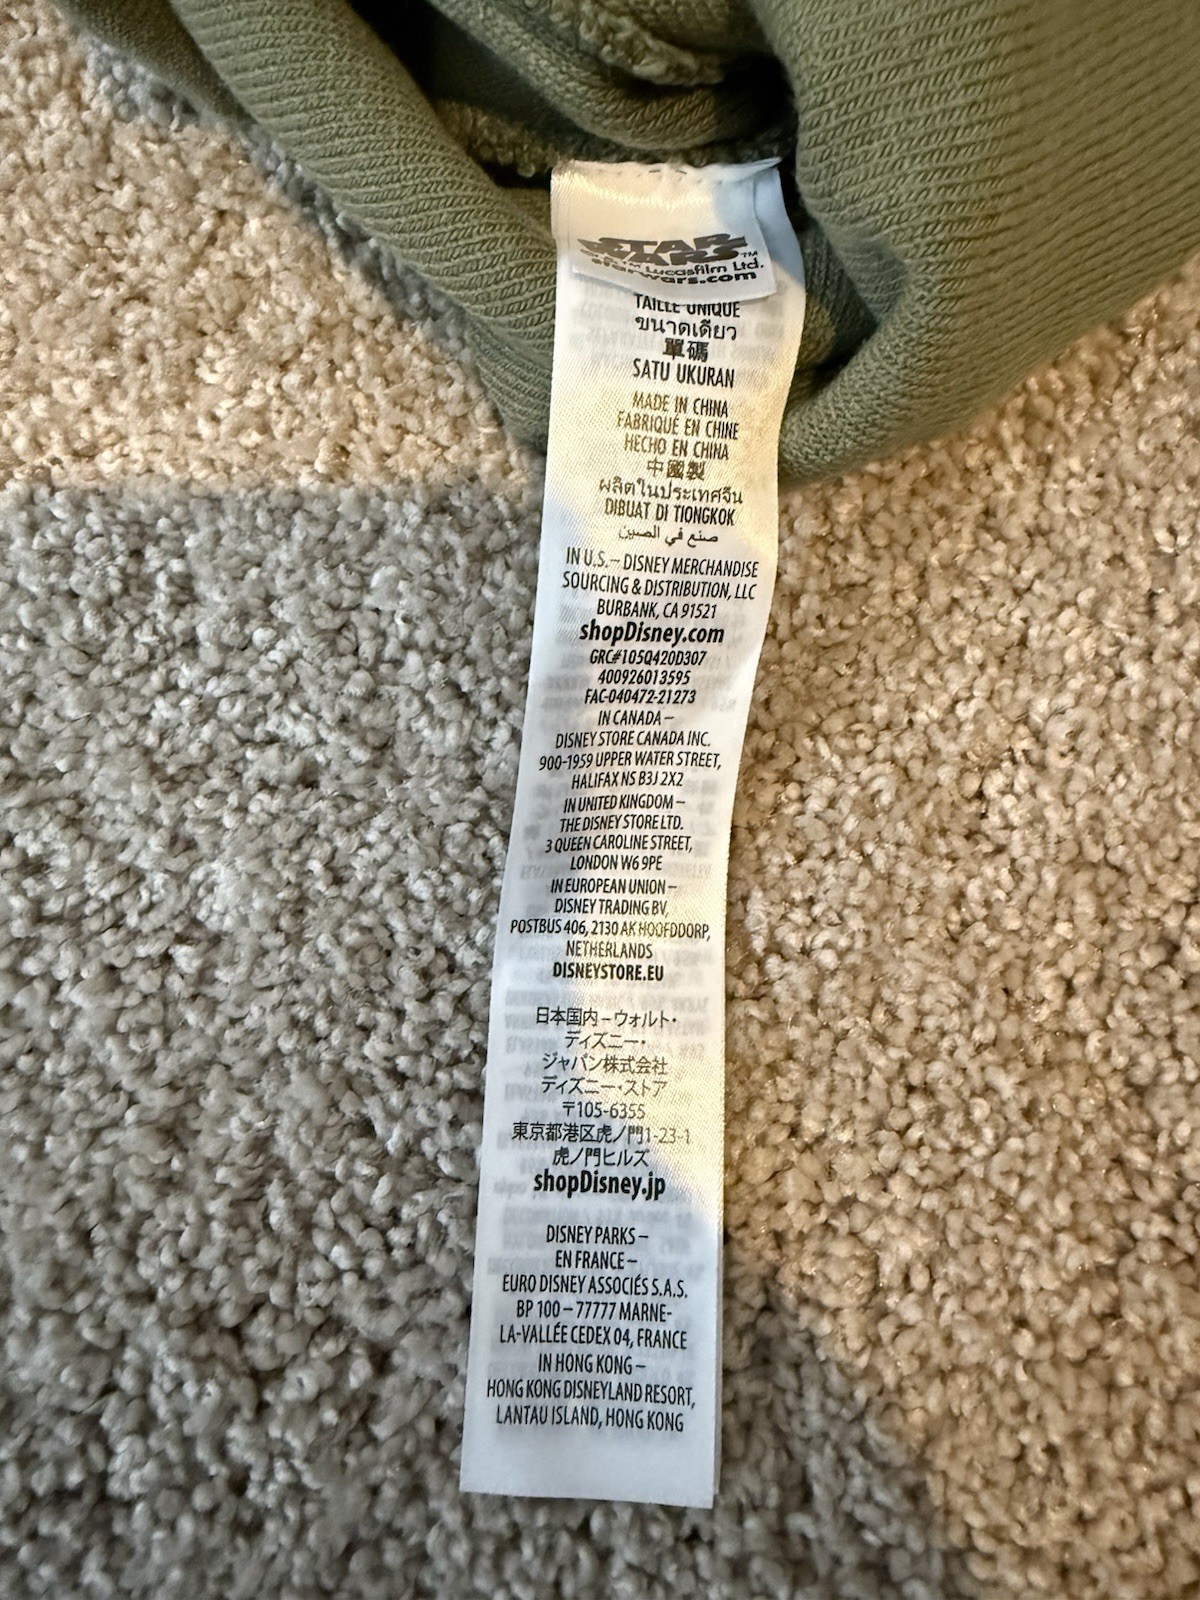 STAR
WARS™
© & ™ Lucasfilm Ltd.
starwars.com
TAILLE UNIQUE
ขนาดเดียว
單碼
SATU UKURAN
MADE IN CHINA
FABRIQUÉ EN CHINE
HECHO EN CHINA
中國製
ผลิตในประเทศจีน
DIBUAT DI TIONGKOK
صنع في الصين
IN U.S. – DISNEY MERCHANDISE
SOURCING & DISTRIBUTION, LLC
BURBANK, CA 91521
shopDisney.com
GRC#105Q420D307
400926013595
FAC-040472-21273
IN CANADA –
DISNEY STORE CANADA INC.
900-1959 UPPER WATER STREET,
HALIFAX NS B3J 2X2
IN UNITED KINGDOM –
THE DISNEY STORE LTD.
3 QUEEN CAROLINE STREET,
LONDON W6 9PE
IN EUROPEAN UNION –
DISNEY TRADING BV,
POSTBUS 406, 2130 AK HOOFDDORP,
NETHERLANDS
DISNEYSTORE.EU
日本国内 – ウォルト・
ディズニー・
ジャパン株式会社
ディズニー・ストア
〒105-6355
東京都港区虎ノ門1-23-1
虎ノ門ヒルズ
shopDisney.jp
DISNEY PARKS –
EN FRANCE –
EURO DISNEY ASSOCIÉS S.A.S.
BP 100 – 77777 MARNE-
LA-VALLÉE CEDEX 04, FRANCE
IN HONG KONG –
HONG KONG DISNEYLAND RESORT,
LANTAU ISLAND, HONG KONG